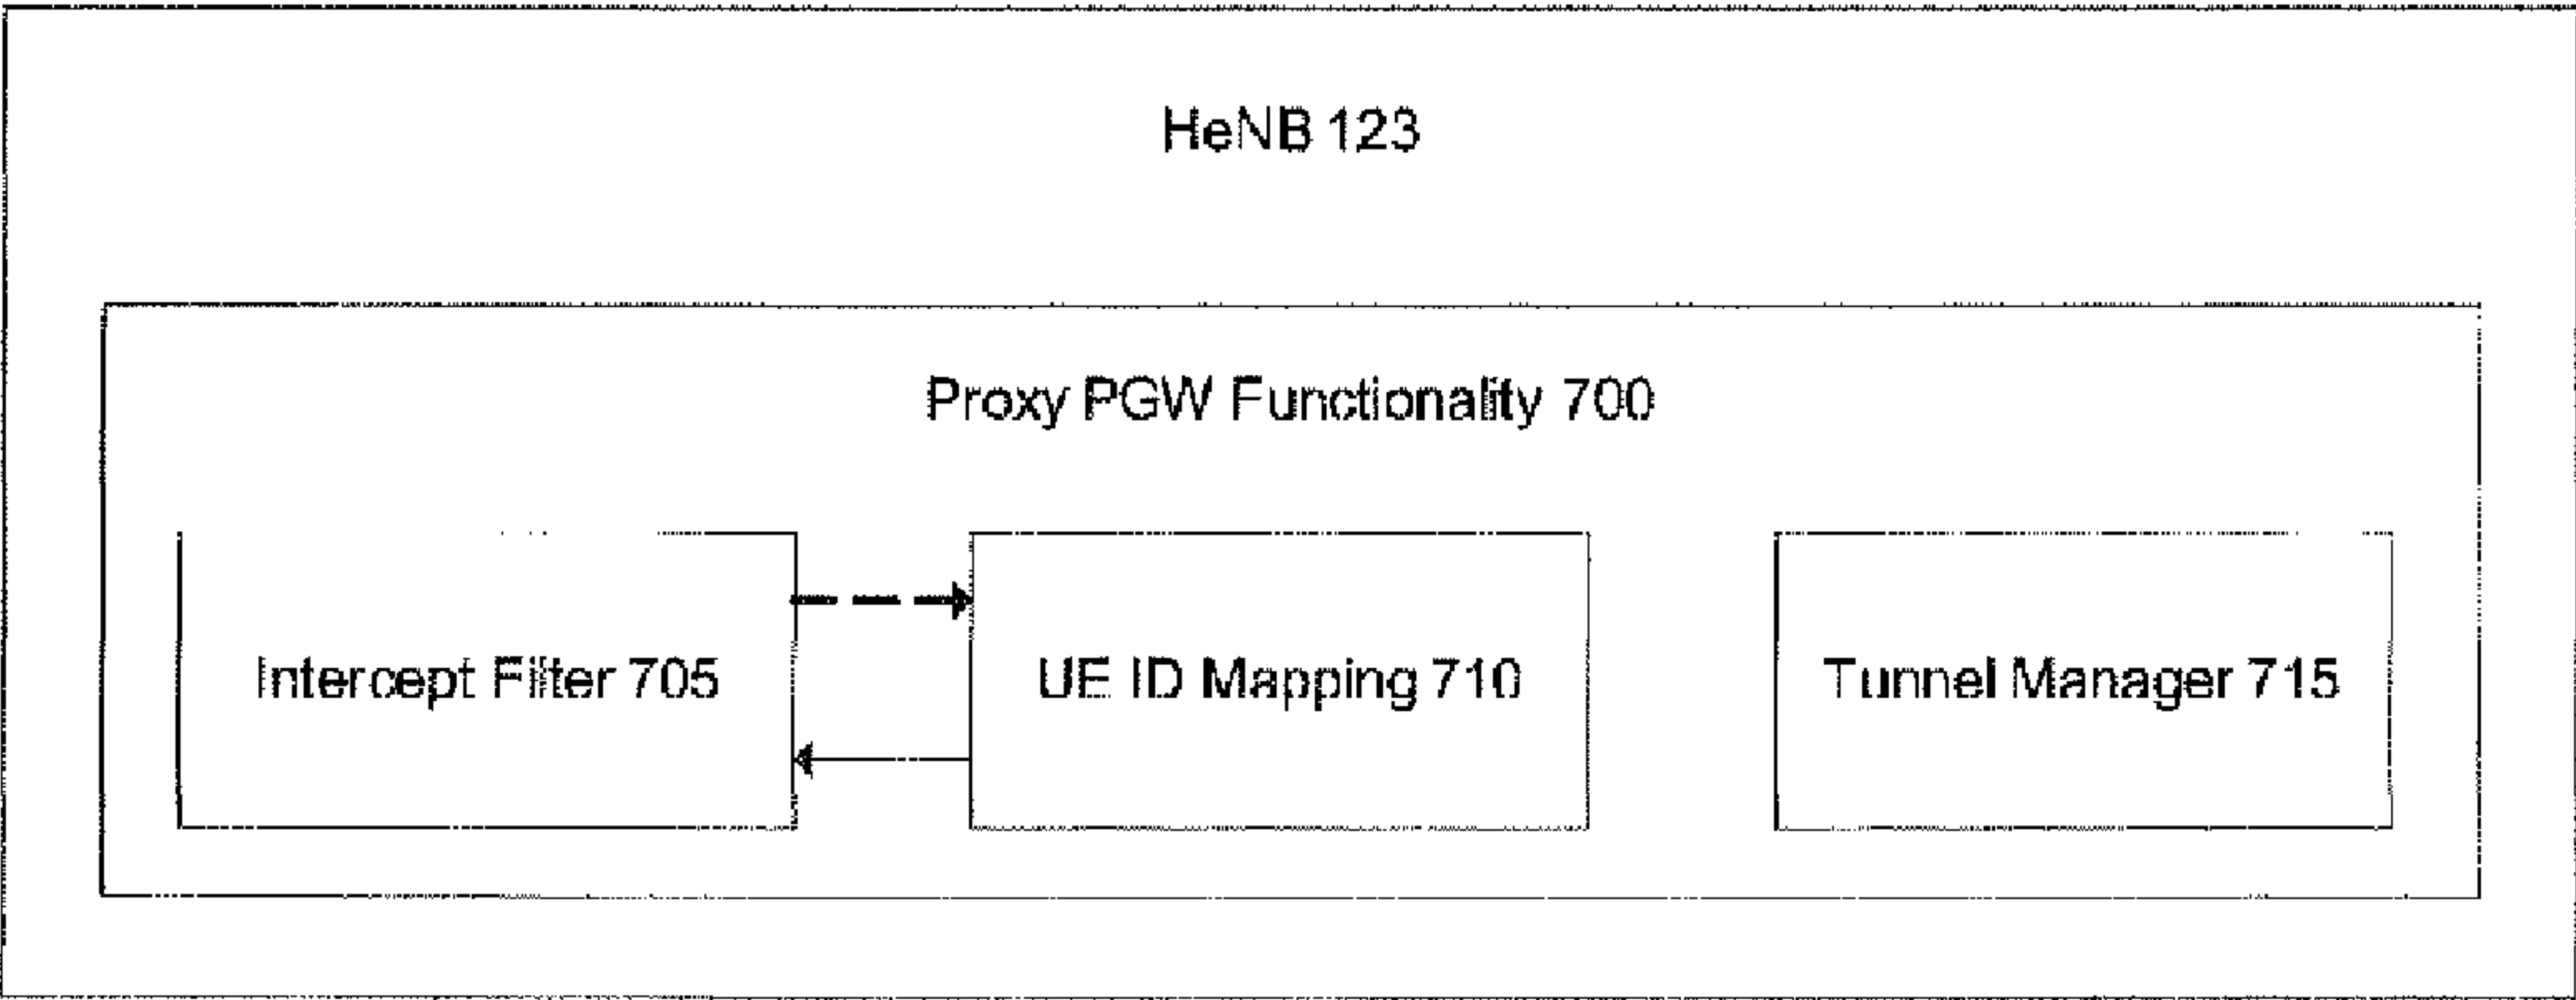 HeNB 123
Proxy PGW Functionality 700
Intercept Filter 705
UE ID Mapping 710
Tunnel Manager 715